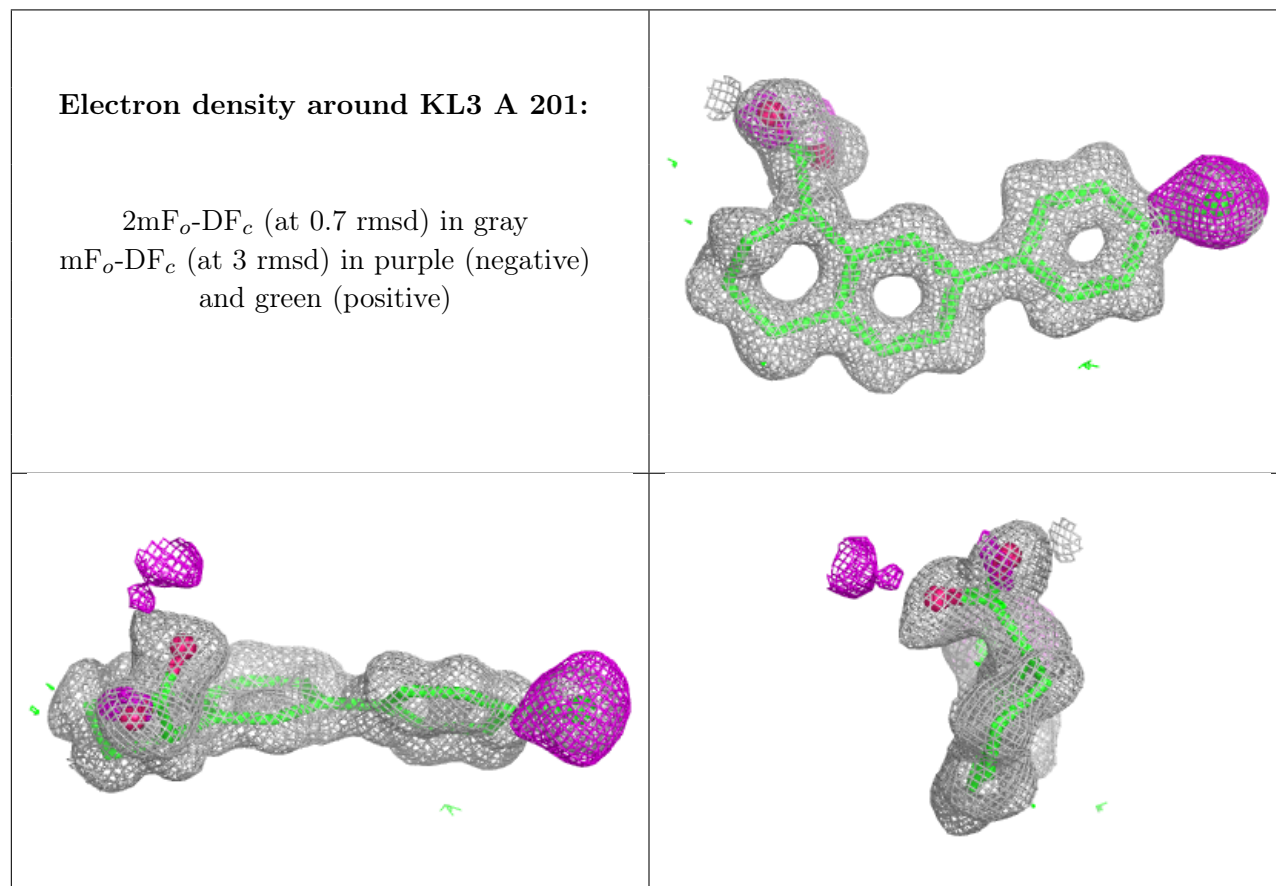 Electron density around KL3 A 201:
2mFo-DFc (at 0.7 rmsd) in gray
mFo-DFc (at 3 rmsd) in purple (negative)
and green (positive)